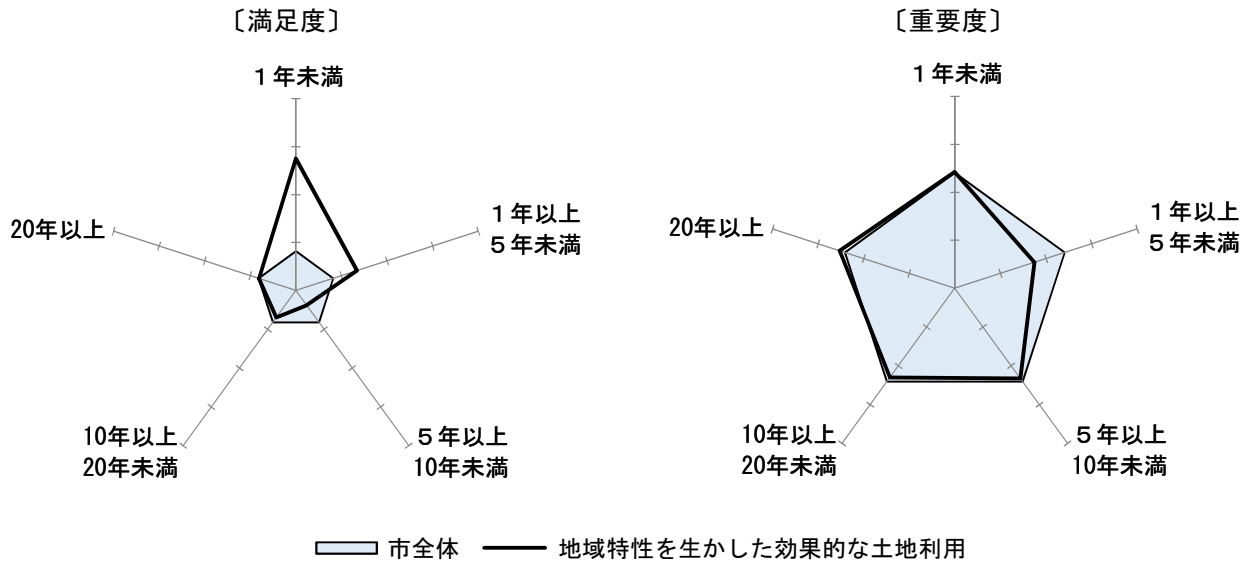 〔満足度〕
１年未満
１年以上
５年未満
５年以上
10年未満
10年以上
20年未満
20年以上
〔重要度〕
１年未満
１年以上
５年未満
５年以上
10年未満
10年以上
20年未満
20年以上
市全体
地域特性を生かした効果的な土地利用